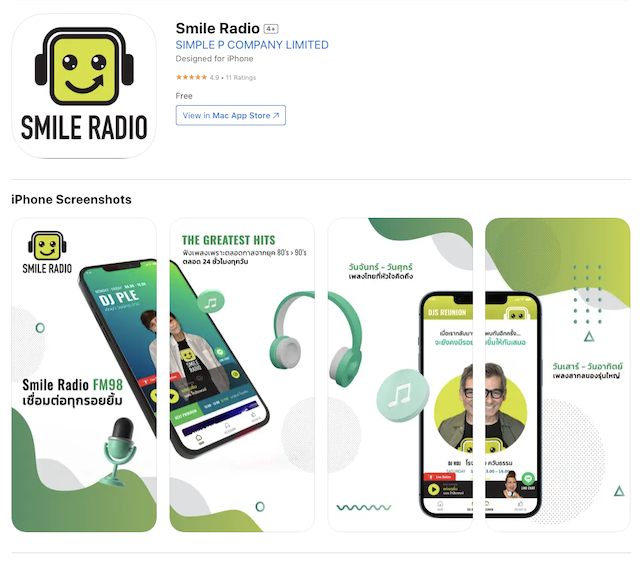 Smile Radio 4+
SIMPLE P COMPANY LIMITED
Designed for iPhone
★★★★★ 4.9 • 11 Ratings
Free
View in Mac App Store ↗
SMILE RADIO
iPhone Screenshots
SMILE RADIO
DJ PLE
Smile Radio FM98
เชื่อมต่อทุกรอยยิ้ม
THE GREATEST HITS
ฟังเพลงเพราะตลอดกาลจากยุค 80's > 90's
ตลอด 24 ชั่วโมงทุกวัน
วันจันทร์ - วันศุกร์
เพลงไทยที่หัวใจคิดถึง
DJS REUNION
วันเสาร์ - วันอาทิตย์
เพลงสากลของรุ่นใหญ่